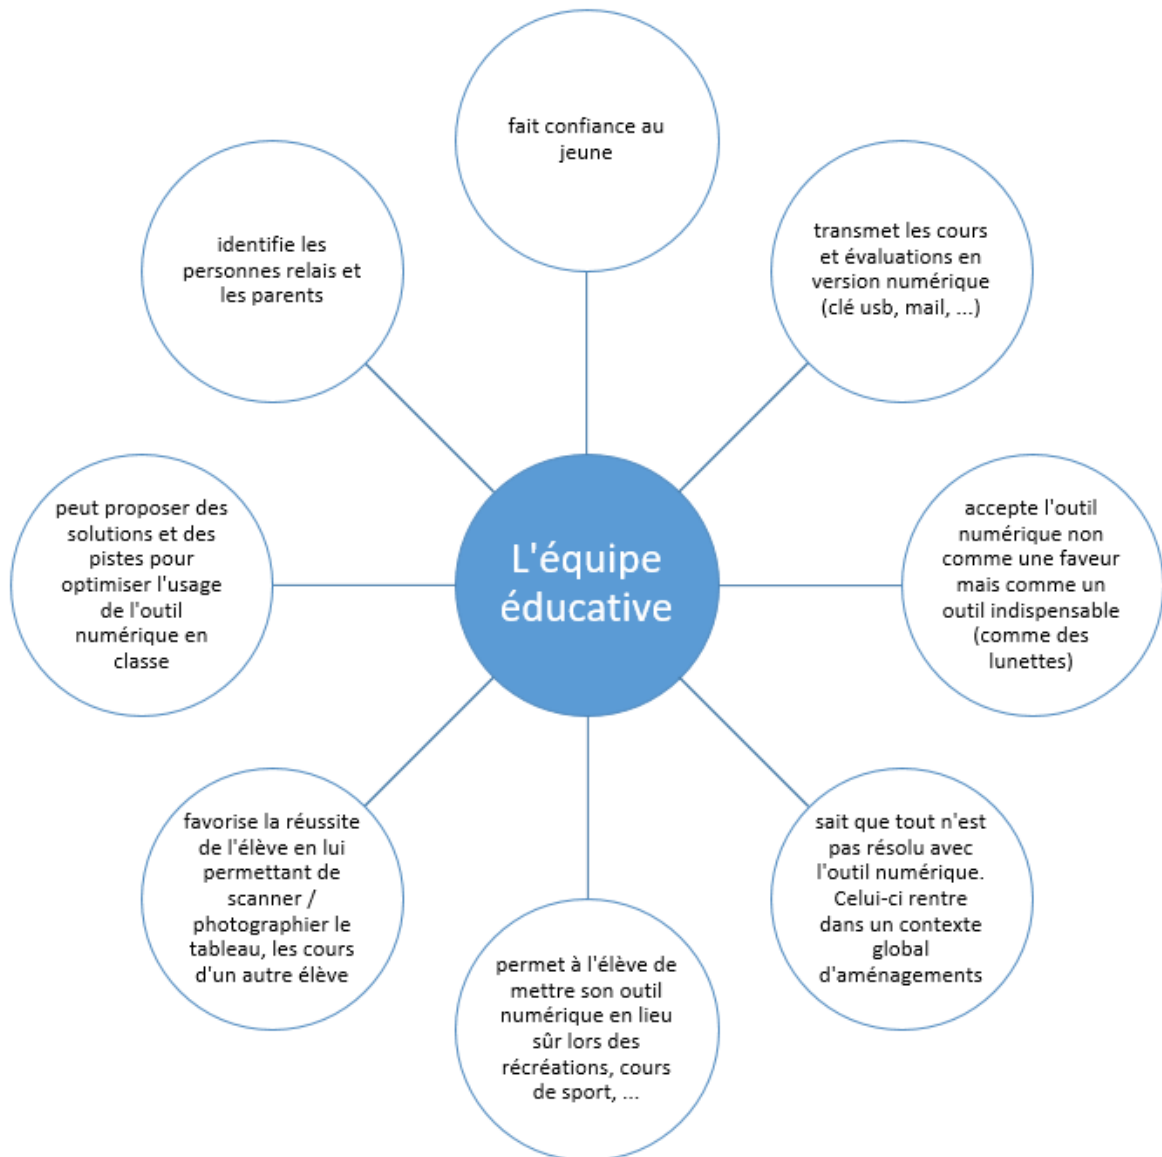 fait confiance au
jeune
transmet les cours
et évaluations en
version numérique
(clé usb, mail, ...)
accepte l'outil
numérique non
comme une faveur
mais comme un
outil indispensable
(comme des
lunettes)
sait que tout n'est
pas résolu avec
l'outil numérique.
Celui-ci rentre
dans un contexte
global
d'aménagements
permet à l'élève de
mettre son outil
numérique en lieu
sûr lors des
récréations, cours
de sport, ...
favorise la réussite
de l'élève en lui
permettant de
scanner /
photographier le
tableau, les cours
d'un autre élève
peut proposer des
solutions et des
pistes pour
optimiser l'usage
de l'outil
numérique en
classe
identifie les
personnes relais et
les parents
L'équipe
éducative